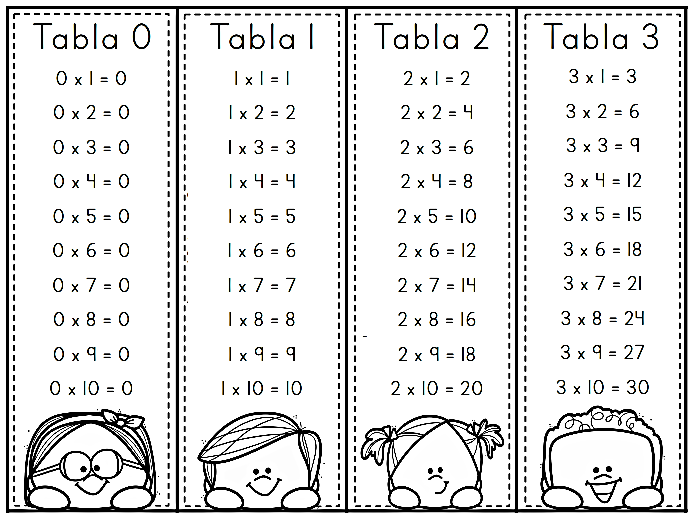 Tabla 0
0 x 1 = 0
0 x 2 = 0
0 x 3 = 0
0 x 4 = 0
0 x 5 = 0
0 x 6 = 0
0 x 7 = 0
0 x 8 = 0
0 x 9 = 0
0 x 10 = 0
Tabla 1
1 x 1 = 1
1 x 2 = 2
1 x 3 = 3
1 x 4 = 4
1 x 5 = 5
1 x 6 = 6
1 x 7 = 7
1 x 8 = 8
1 x 9 = 9
1 x 10 = 10
Tabla 2
2 x 1 = 2
2 x 2 = 4
2 x 3 = 6
2 x 4 = 8
2 x 5 = 10
2 x 6 = 12
2 x 7 = 14
2 x 8 = 16
2 x 9 = 18
2 x 10 = 20
Tabla 3
3 x 1 = 3
3 x 2 = 6
3 x 3 = 9
3 x 4 = 12
3 x 5 = 15
3 x 6 = 18
3 x 7 = 21
3 x 8 = 24
3 x 9 = 27
3 x 10 = 30